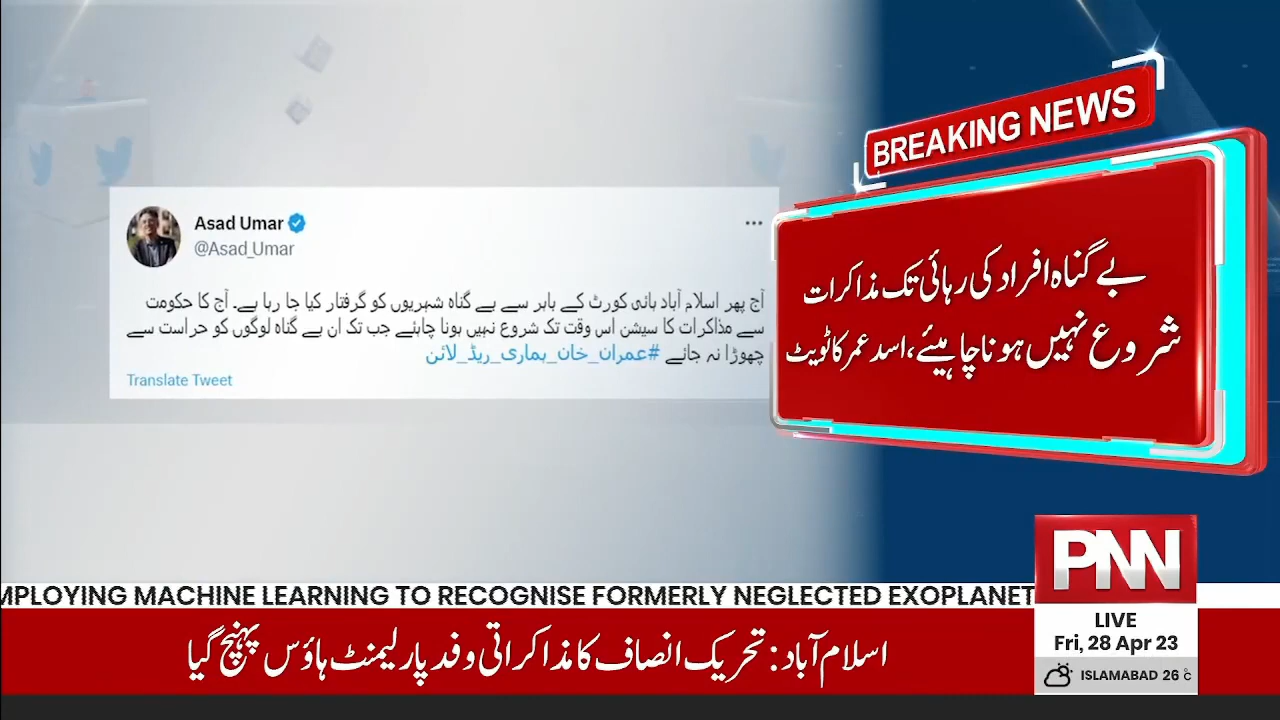 BREAKING NEWS
بے گناہ افراد کی رہائی تک مذاکرات
شروع نہیں ہونا چاہیئے، اسد عمر کا ٹویٹ
Asad Umar
@Asad_Umar
آج پھر اسلام آباد ہائی کورٹ کے باہر سے بے گناہ شہریوں کو گرفتار کیا جا رہا ہے۔ آج کا حکومت
سے مذاکرات کا سیشن اس وقت تک شروع نہیں ہونا چاہئے جب تک ان بے گناہ لوگوں کو حراست سے
چھوڑا نہ جائے #عمران_خان_ہماری_ریڈ_لائن
Translate Tweet
PNN
MPLOYING MACHINE LEARNING TO RECOGNISE FORMERLY NEGLECTED EXOPLANET
LIVE
Fri, 28 Apr 23
ISLAMABAD 26 °C
اسلام آباد: تحریک انصاف کا مذاکراتی وفد پارلیمنٹ ہاؤس پہنچ گیا